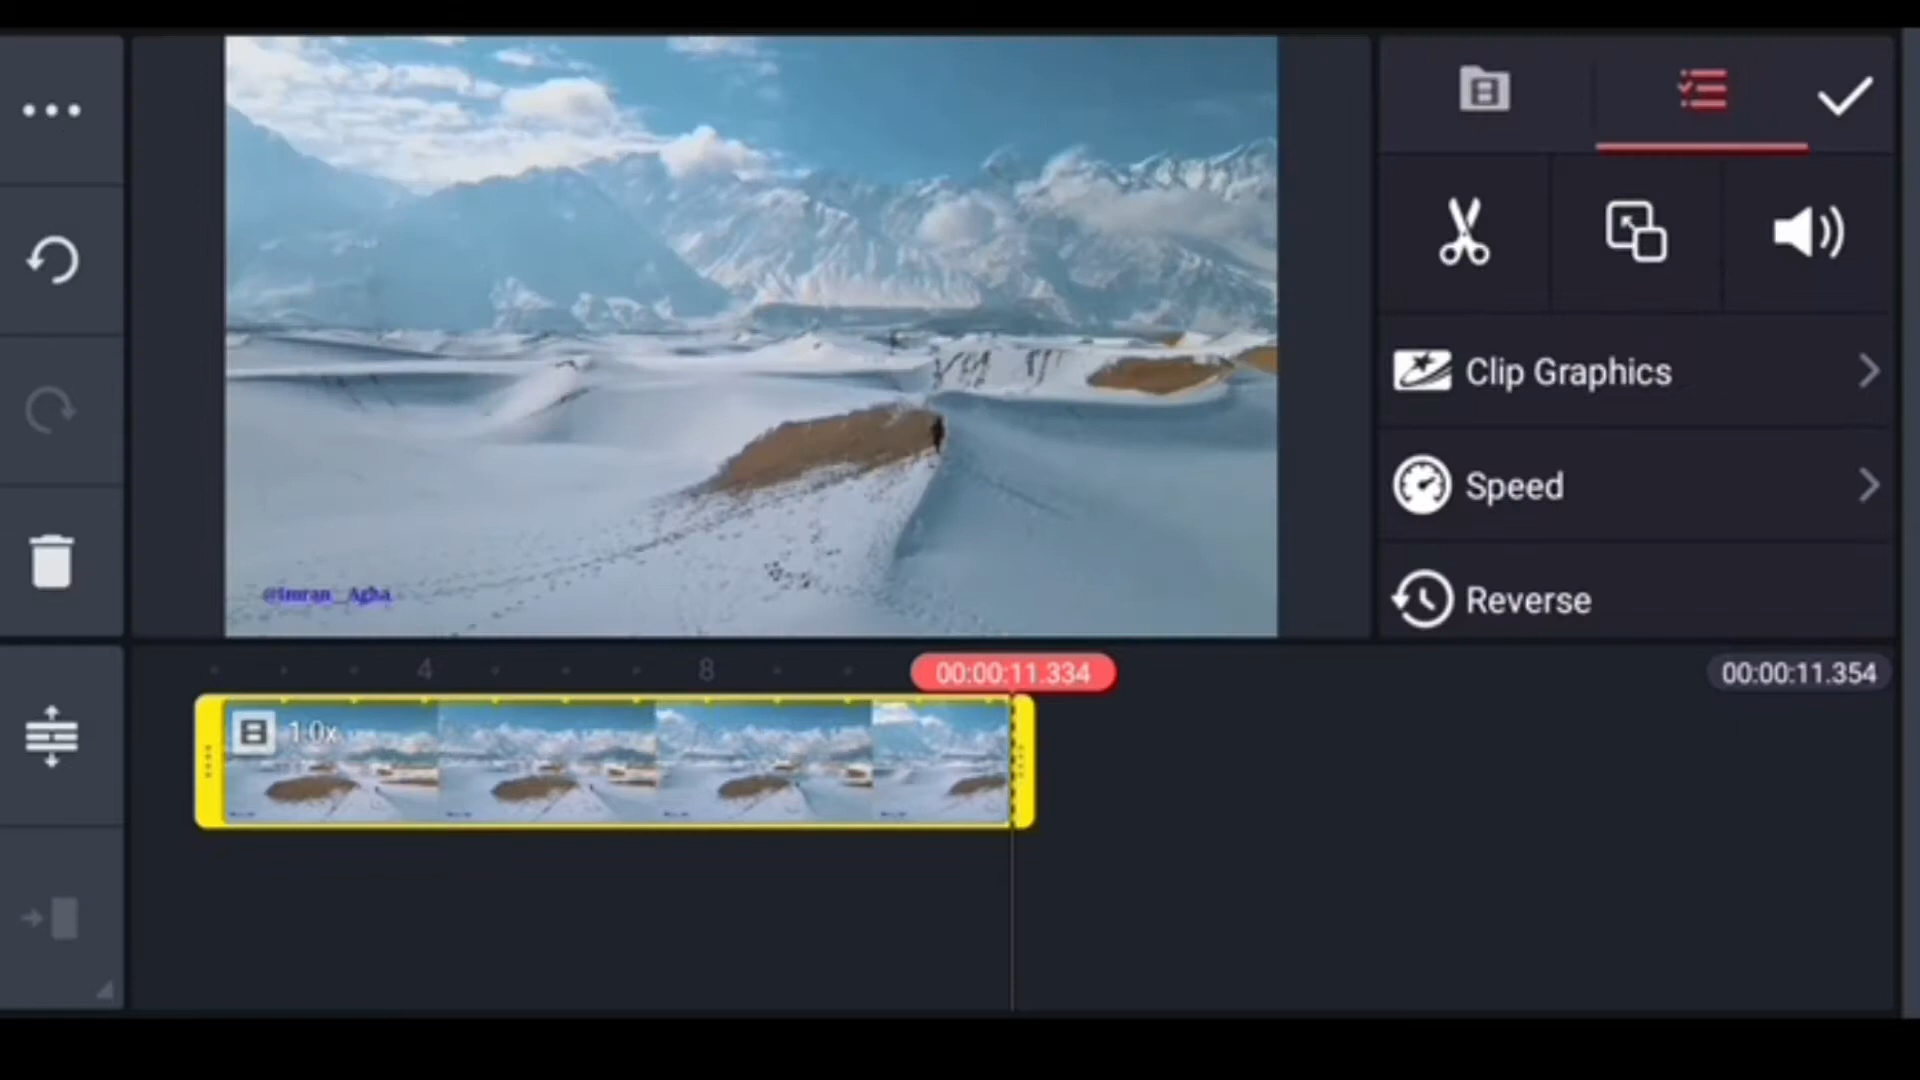 Clip Graphics
Speed
Reverse
@Imran_Agha
4
8
00:00:11.334
00:00:11.354
1.0x